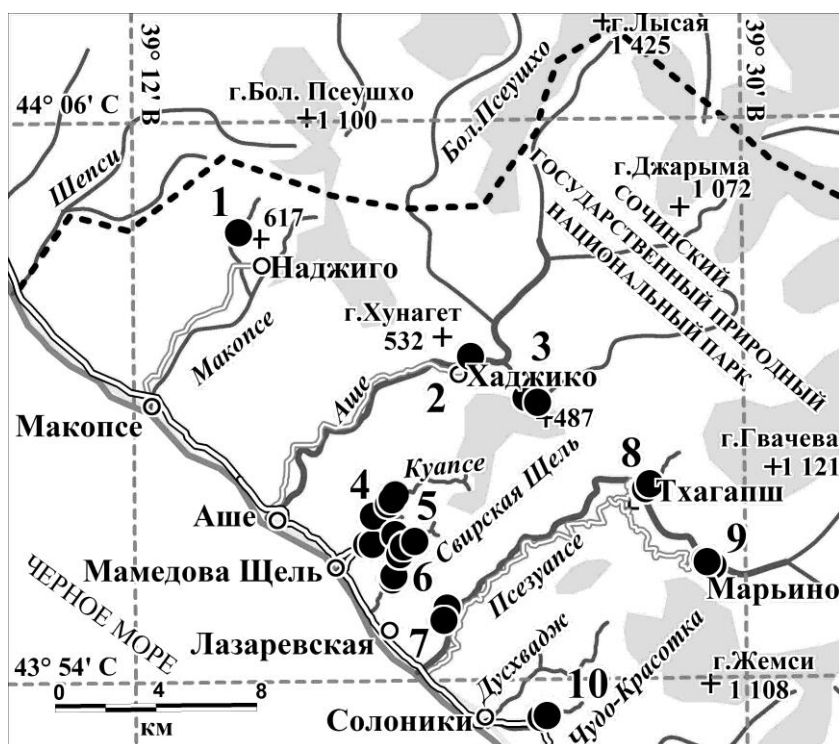 г.Лысая
1 425
39° 12' В
39° 30' В
44° 06' С
г.Бол. Псеушхо
1 100
Бол.Псеушхо
Шепси
г.Джарыма
1 072
ГОСУДАРСТВЕННЫЙ ПРИРОДНЫЙ
СОЧИНСКИЙ
НАЦИОНАЛЬНЫЙ ПАРК
1
617
Наджиго
г.Хунагет
532
3
Макопсе
2
Хаджико
Аше
487
Макопсе
г.Гвачева
1 121
Куапсе
8
4
5
Свирская Щель
Тхагапш
Аше
9
Мамедова Щель
6
Псезуапсе
Марьино
ЧЕРНОЕ МОРЕ
Лазаревская
7
Дусхвадж
Чудо-Красотка
43° 54' С
г.Жемси
1 108
0 4 8
10
км
Солоники